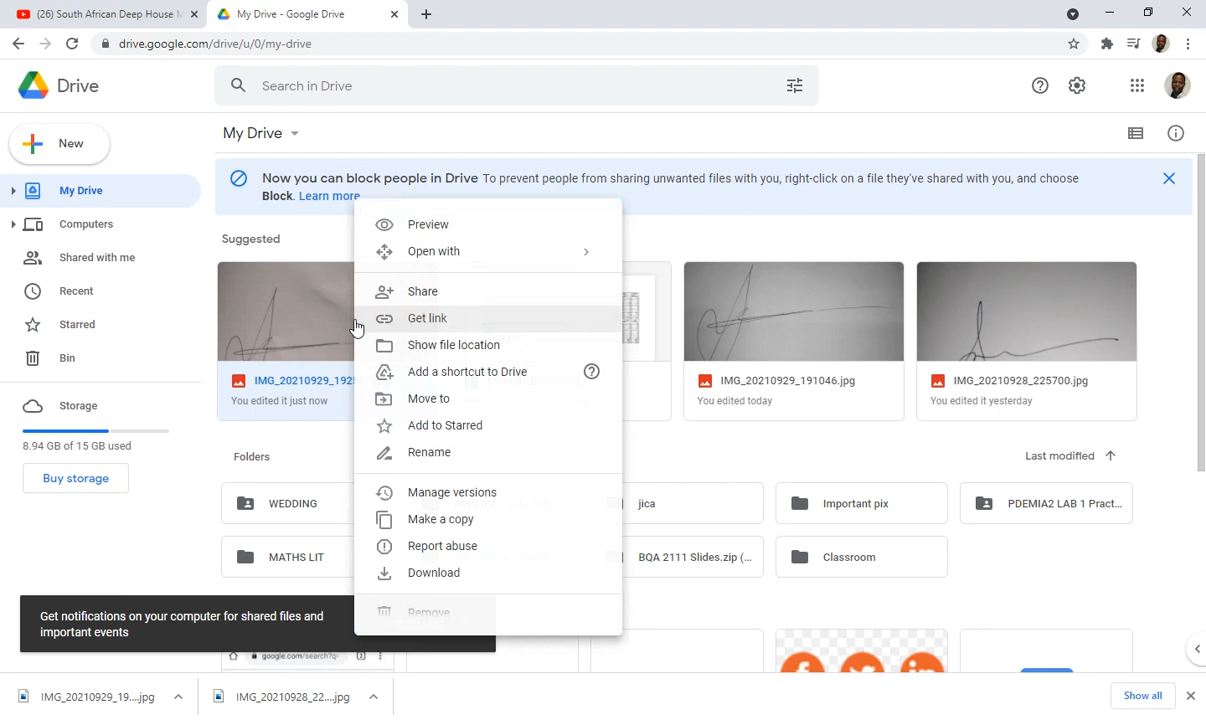 (26) South African Deep House M
My Drive - Google Drive
drive.google.com/drive/u/0/my-drive
Drive
Search in Drive
New
My Drive
Computers
Shared with me
Recent
Starred
Bin
Storage
8.94 GB of 15 GB used
Buy storage
My Drive
Now you can block people in Drive To prevent people from sharing unwanted files with you, right-click on a file they've shared with you, and choose
Block. Learn more
Suggested
IMG_20210929_192
You edited it just now
IMG_20210929_191046.jpg
You edited today
IMG_20210928_225700.jpg
You edited it yesterday
Preview
Open with
Share
Get link
Show file location
Add a shortcut to Drive
Move to
Add to Starred
Rename
Manage versions
Make a copy
Report abuse
Download
Remove
Folders
Last modified
WEDDING
jica
Important pix
PDEMIA2 LAB 1 Pract...
MATHS LIT
BQA 2111 Slides.zip (...
Classroom
Get notifications on your computer for shared files and
important events
google.com/search?q-
IMG_20210929_19....jpg
IMG_20210928_22....jpg
Show all